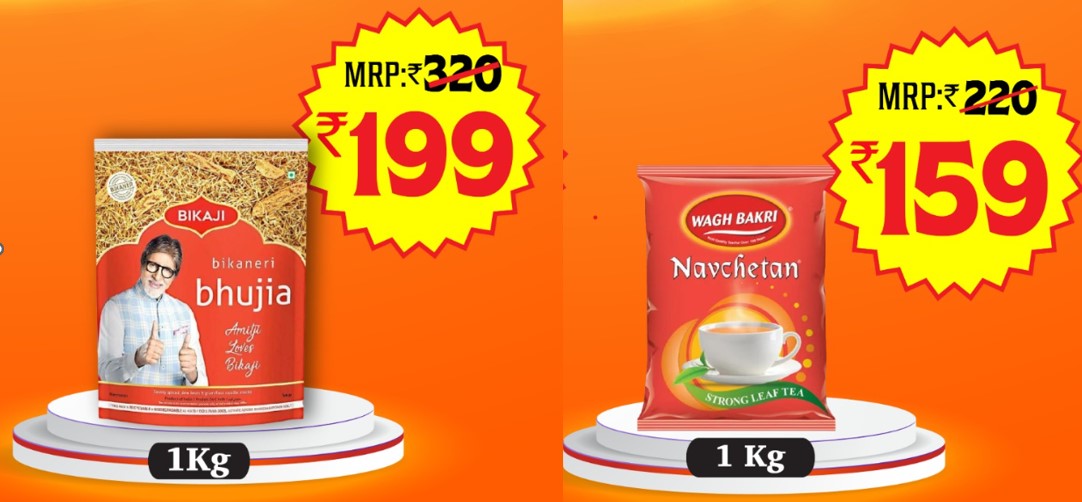 MRP:₹320
₹199
BIKAJI
bikaneri
bhujia
Amitji
Loves
Bikaji
1Kg
MRP:₹220
₹159
WAGH BAKRI
Navchetan
STRONG LEAF TEA
1 Kg